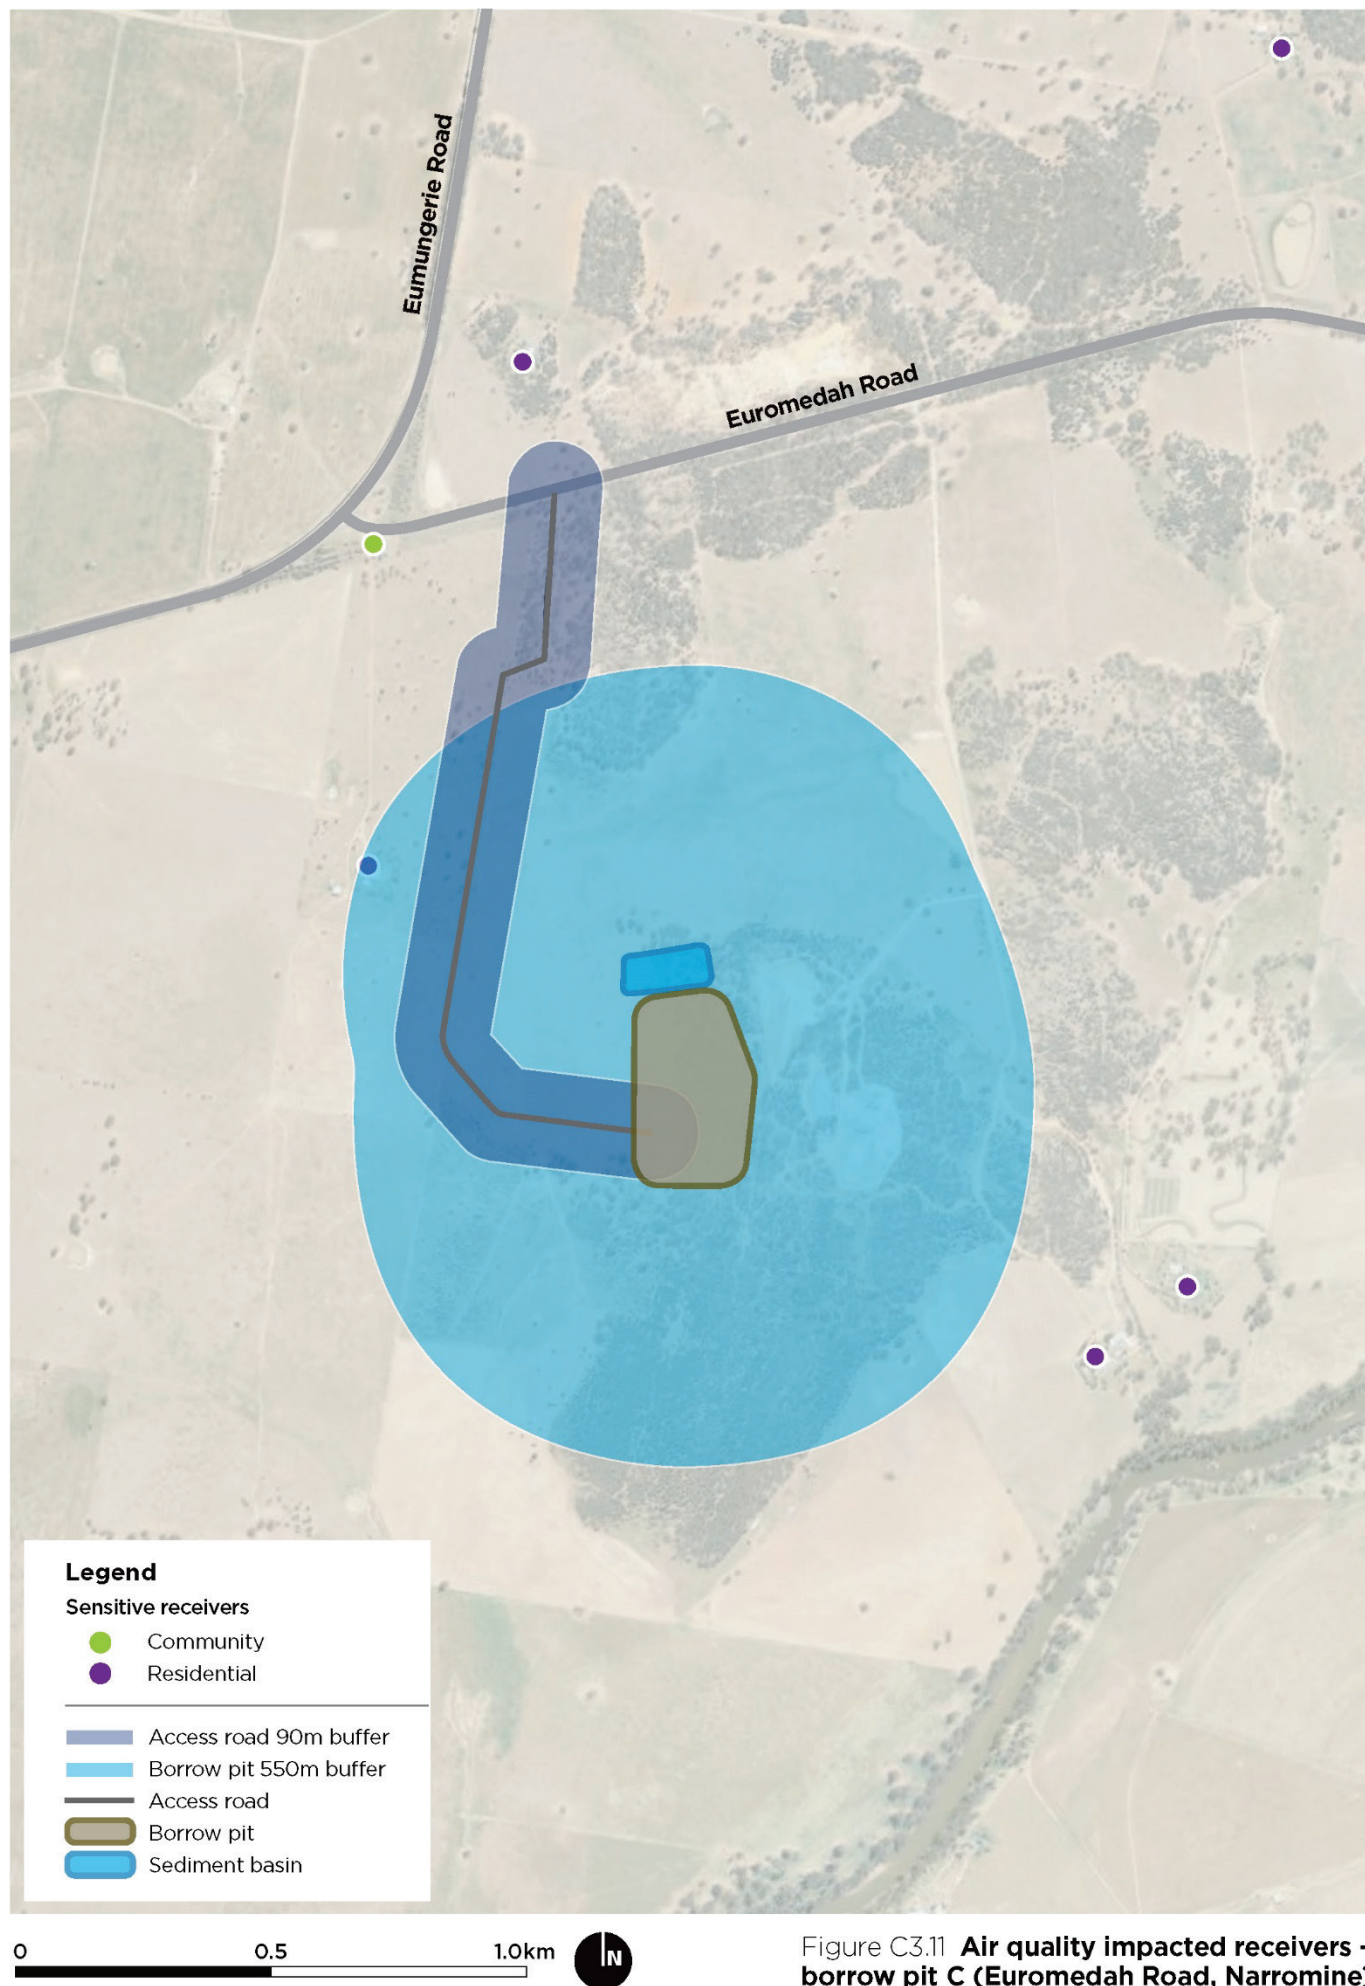 Eumungerie Road
Euromedah Road
Legend
Sensitive receivers
Community
Residential
Access road 90m buffer
Borrow pit 550m buffer
Access road
Borrow pit
Sediment basin
0 0.5 1.0km
N
Figure C3.11 Air quality impacted receivers -
borrow pit C (Euromedah Road, Narromine)